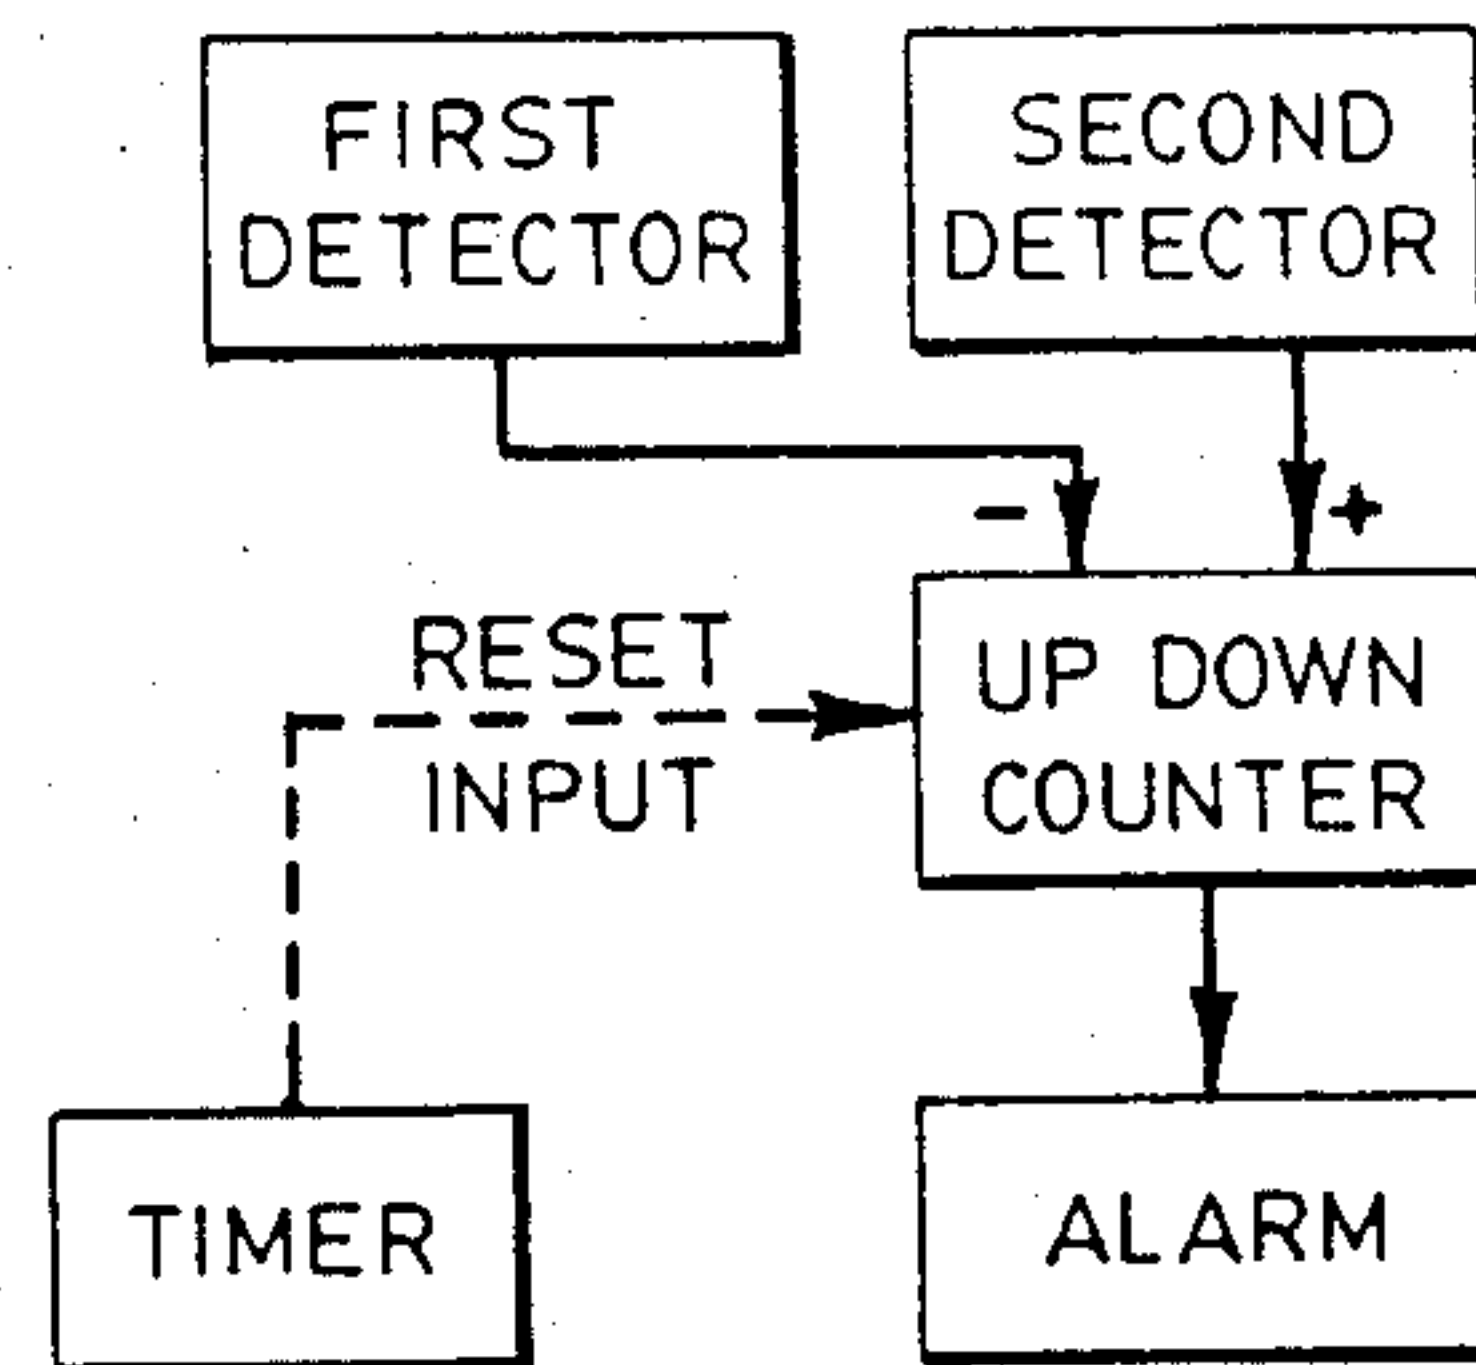 FIRST
DETECTOR
SECOND
DETECTOR
-
+
RESET
INPUT
UP DOWN
COUNTER
TIMER
ALARM